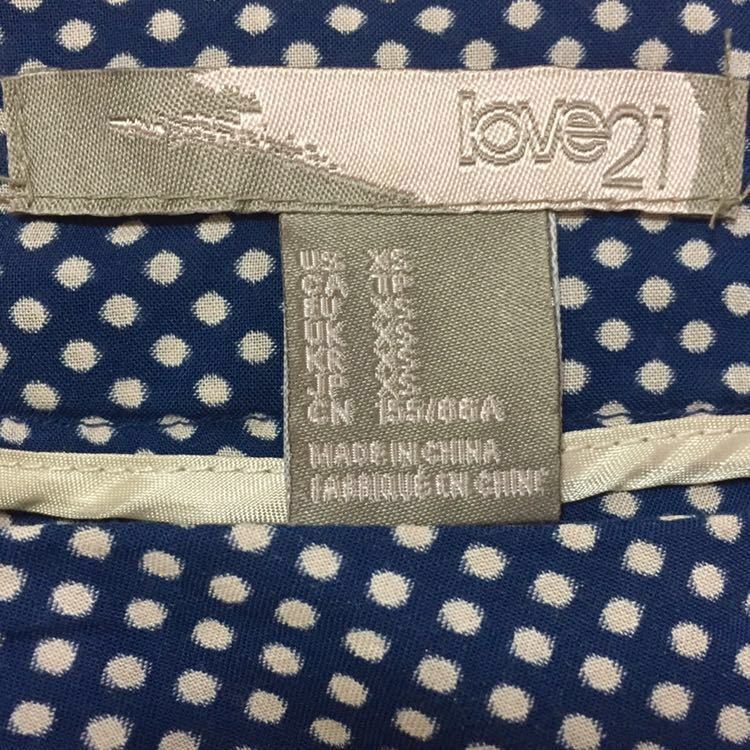 love21
US XS
CA TP
EU XS
UK XS
KR XS
JP XS
CN 155/66A
MADE IN CHINA
FABRIQUÉ EN CHINE